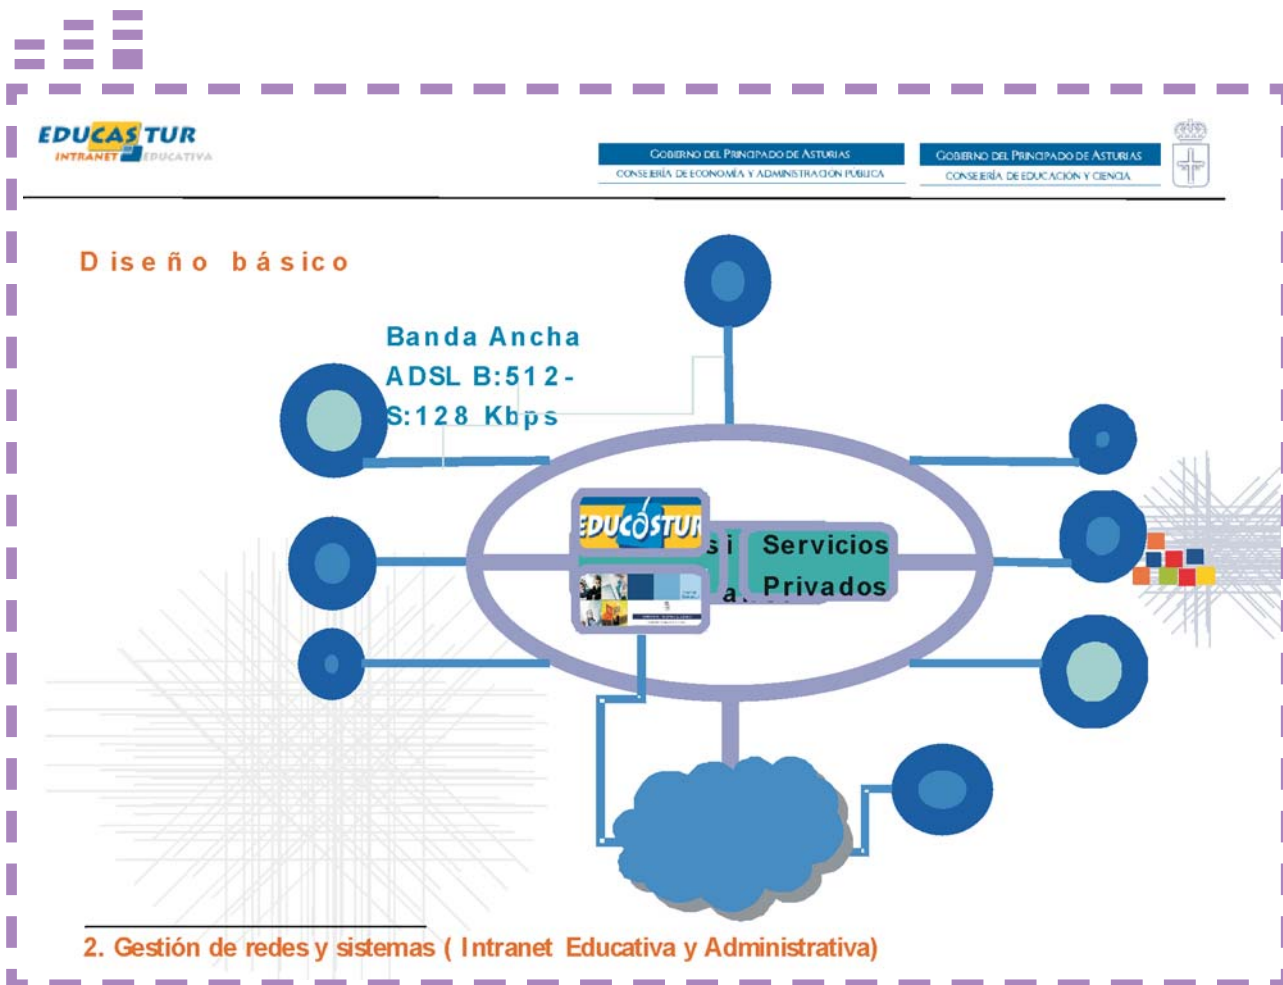 EDUCASTUR
INTRANET EDUCATIVA
GOBIERNO DEL PRINCIPADO DE ASTURIAS
CONSEJERÍA DE ECONOMÍA Y ADMINISTRACIÓN PÚBLICA
GOBIERNO DEL PRINCIPADO DE ASTURIAS
CONSEJERÍA DE EDUCACIÓN Y CIENCIA
Diseño básico
Banda Ancha
ADSL B:512-
S:128 Kbps
EDUCASTUR
Servicios
Privados
2. Gestión de redes y sistemas ( Intranet Educativa y Administrativa)